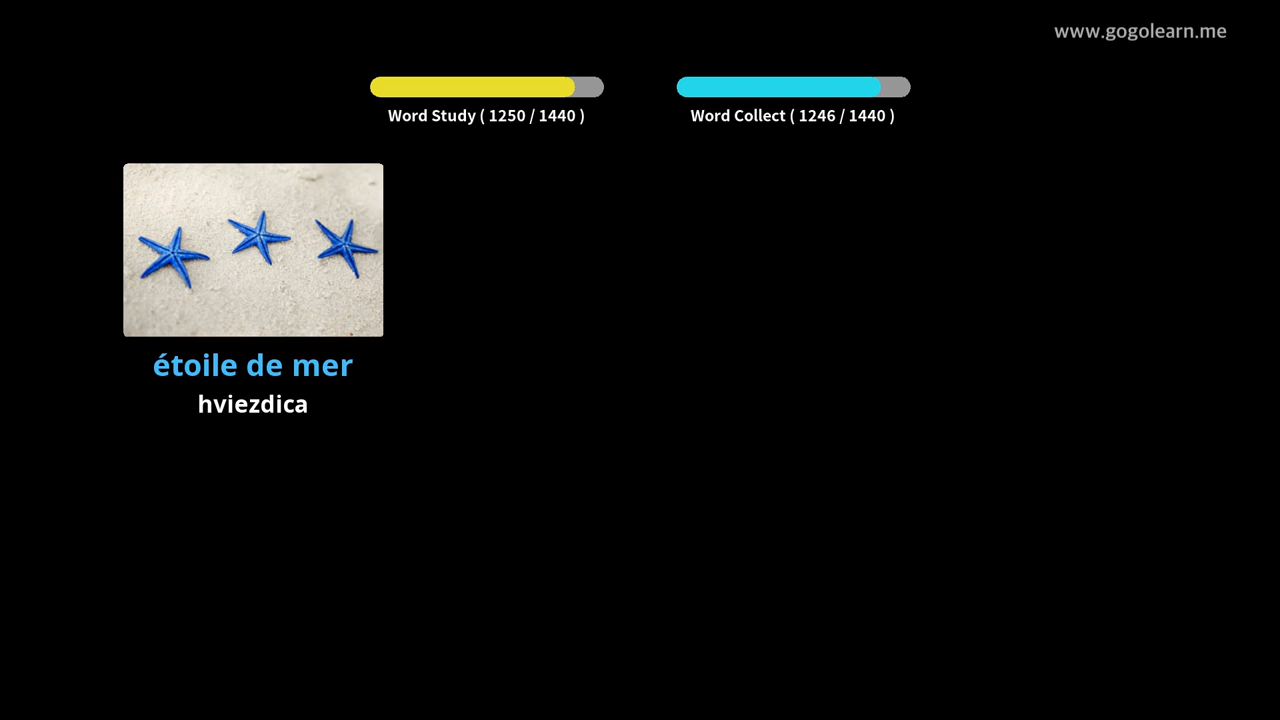 www.gogolearn.me
Word Study ( 1250 / 1440 )
Word Collect ( 1246 / 1440 )
étoile de mer
hviezdica